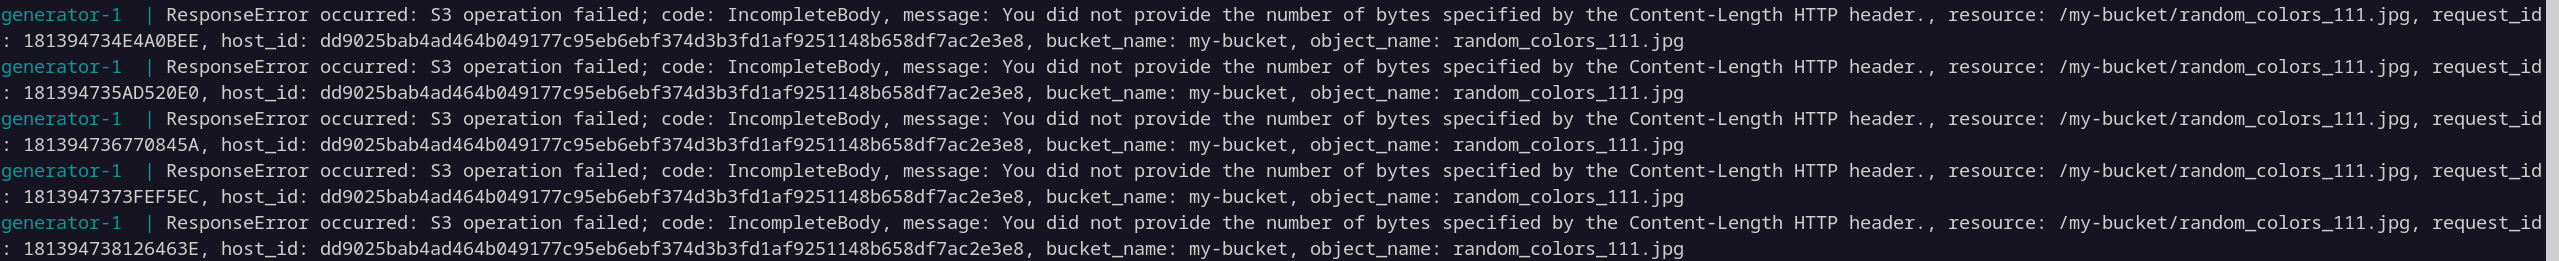 generator-1  | ResponseError occurred: S3 operation failed; code: IncompleteBody, message: You did not provide the number of bytes specified by the Content-Length HTTP header., resource: /my-bucket/random_colors_111.jpg, request_id
: 181394734E4A0BEE, host_id: dd9025bab4ad464b049177c95eb6ebf374d3b3fd1af9251148b658df7ac2e3e8, bucket_name: my-bucket, object_name: random_colors_111.jpg
generator-1  | ResponseError occurred: S3 operation failed; code: IncompleteBody, message: You did not provide the number of bytes specified by the Content-Length HTTP header., resource: /my-bucket/random_colors_111.jpg, request_id
: 181394735AD520E0, host_id: dd9025bab4ad464b049177c95eb6ebf374d3b3fd1af9251148b658df7ac2e3e8, bucket_name: my-bucket, object_name: random_colors_111.jpg
generator-1  | ResponseError occurred: S3 operation failed; code: IncompleteBody, message: You did not provide the number of bytes specified by the Content-Length HTTP header., resource: /my-bucket/random_colors_111.jpg, request_id
: 181394736770845A, host_id: dd9025bab4ad464b049177c95eb6ebf374d3b3fd1af9251148b658df7ac2e3e8, bucket_name: my-bucket, object_name: random_colors_111.jpg
generator-1  | ResponseError occurred: S3 operation failed; code: IncompleteBody, message: You did not provide the number of bytes specified by the Content-Length HTTP header., resource: /my-bucket/random_colors_111.jpg, request_id
: 1813947373FEF5EC, host_id: dd9025bab4ad464b049177c95eb6ebf374d3b3fd1af9251148b658df7ac2e3e8, bucket_name: my-bucket, object_name: random_colors_111.jpg
generator-1  | ResponseError occurred: S3 operation failed; code: IncompleteBody, message: You did not provide the number of bytes specified by the Content-Length HTTP header., resource: /my-bucket/random_colors_111.jpg, request_id
: 181394738126463E, host_id: dd9025bab4ad464b049177c95eb6ebf374d3b3fd1af9251148b658df7ac2e3e8, bucket_name: my-bucket, object_name: random_colors_111.jpg